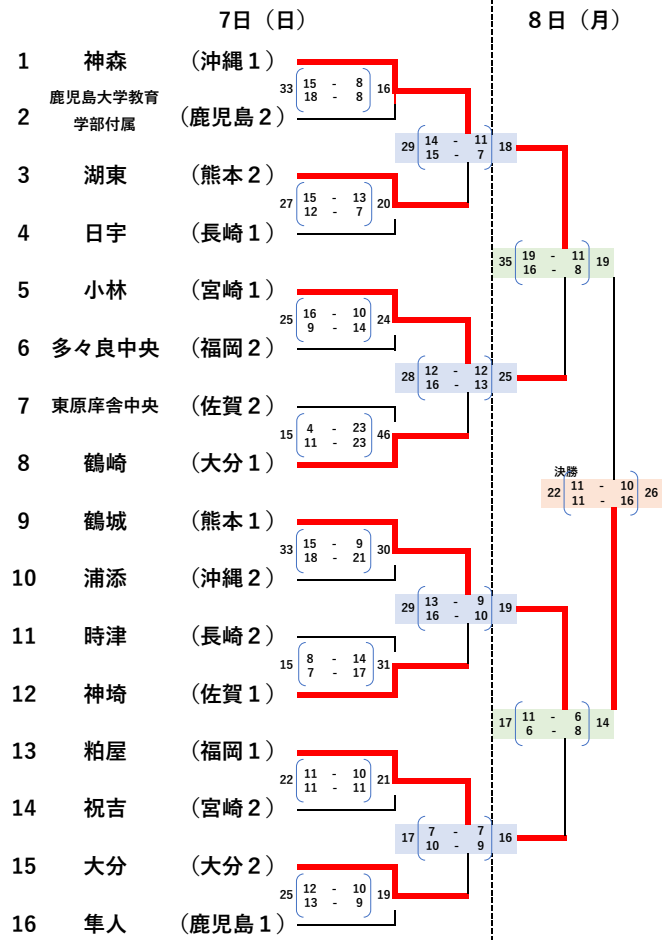 7日（日）
８日（月）
1 神森 （沖縄１）
33 15 - 8 16
18 - 8
鹿児島大学教育
2 学部付属 （鹿児島２）
29 14 - 11 18
15 - 7
3 湖東 （熊本２）
27 15 - 13 20
12 - 7
4 日宇 （長崎１）
35 19 - 11 19
16 - 8
5 小林 （宮崎１）
25 16 - 10 24
9 - 14
6 多々良中央 （福岡２）
28 12 - 12 25
16 - 13
7 東原庠舎中央 （佐賀２）
15 4 - 23 46
11 - 23
8 鶴崎 （大分１）
決勝
22 11 - 10 26
11 - 16
9 鶴城 （熊本１）
33 15 - 9 30
18 - 21
10 浦添 （沖縄２）
29 13 - 9 19
16 - 10
11 時津 （長崎２）
15 8 - 14 31
7 - 17
12 神埼 （佐賀１）
17 11 - 6 14
6 - 8
13 粕屋 （福岡１）
22 11 - 10 21
11 - 11
14 祝吉 （宮崎２）
17 7 - 7 16
10 - 9
15 大分 （大分２）
25 12 - 10 19
13 - 9
16 隼人 （鹿児島１）